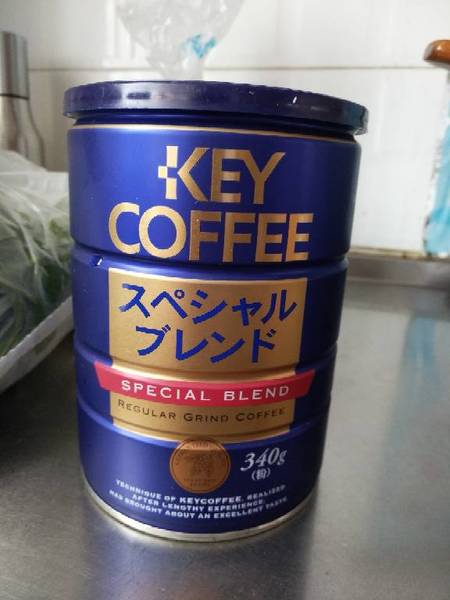 KEY
COFFEE
スペシャル
ブレンド
SPECIAL BLEND
REGULAR GRIND COFFEE
340g
(粉)
TECHNIQUE OF KEYCOFFEE, REALIZED
AFTER LENGTHY EXPERIENCE,
HAS BROUGHT ABOUT AN EXCELLENT TASTE.